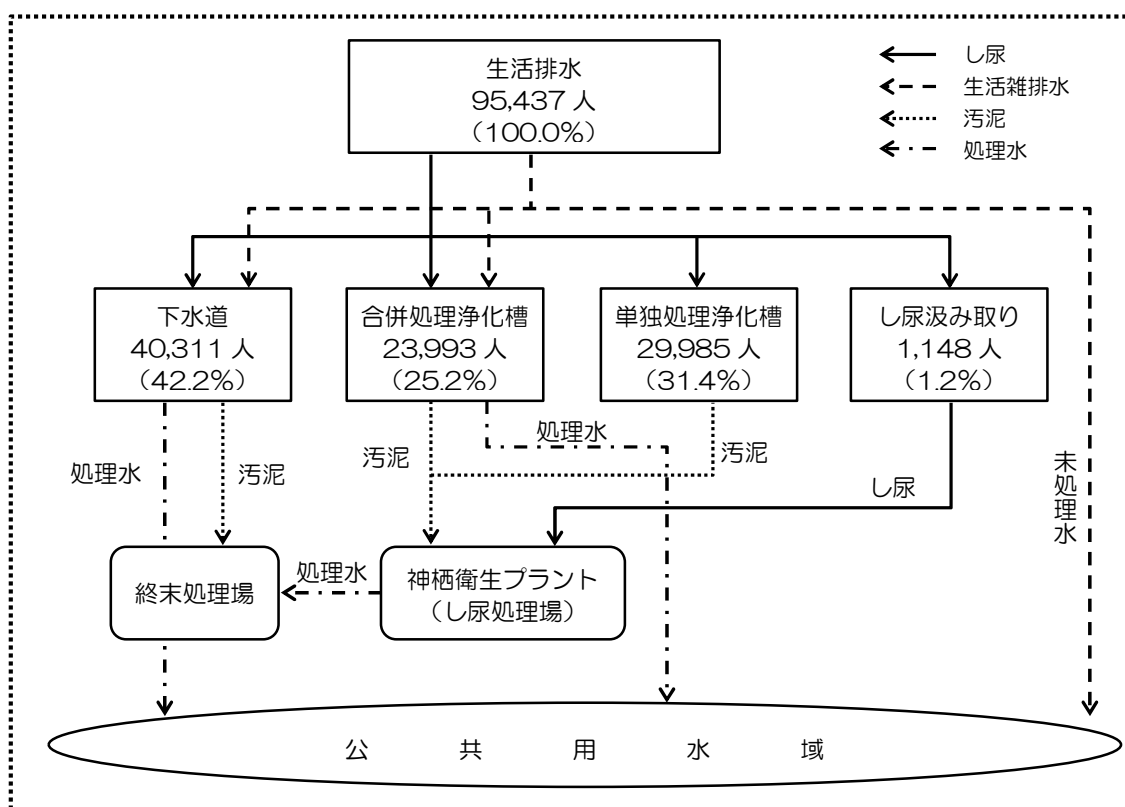 生活排水
95,437 人
（100.0%）
し尿
生活雑排水
汚泥
処理水
下水道
40,311 人
（42.2%）
合併処理浄化槽
23,993 人
（25.2%）
単独処理浄化槽
29,985 人
（31.4%）
し尿汲み取り
1,148 人
（1.2%）
処理水
汚泥
汚泥
処理水
汚泥
し尿
未処理水
終末処理場
処理水
神栖衛生プラント
（し尿処理場）
公共用水域